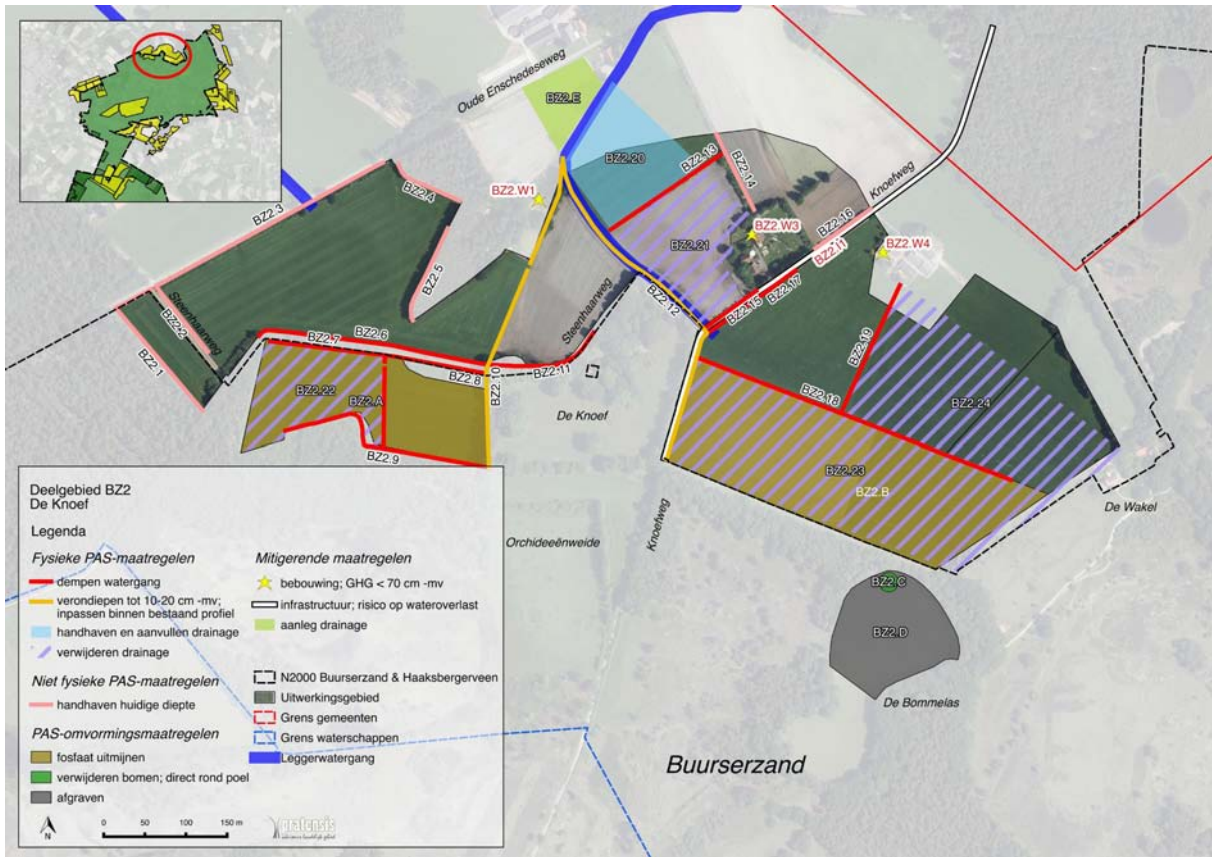 Oude Enschedeseweg
BZ2.E
BZ2.20
BZ2.13
BZ2.14
BZ2.3
BZ2.4
BZ2.W1
Knoefweg
BZ2.16
BZ2.W3
BZ2.I1
BZ2.W4
BZ2.21
BZ2.5
BZ2.12
BZ2.15
BZ2.17
Steenhaarweg
BZ2.2
BZ2.1
Steenhaarweg
BZ2.7
BZ2.6
BZ2.8
BZ2.10
BZ2.11
BZ2.19
BZ2.18
BZ2.24
BZ2.22
BZ2.A
BZ2.9
De Knoef
BZ2.23
BZ2.B
De Wakel
Knoefweg
Orchideeënweide
BZ2.C
BZ2.D
De Bommelas
Buurserzand
Deelgebied BZ2
De Knoef
Legenda
Fysieke PAS-maatregelen
dempen watergang
verondiepen tot 10-20 cm -mv;
inpassen binnen bestaand profiel
handhaven en aanvullen drainage
verwijderen drainage
Niet fysieke PAS-maatregelen
handhaven huidige diepte
PAS-omvormingsmaatregelen
fosfaat uitmijnen
verwijderen bomen; direct rond poel
afgraven
Mitigerende maatregelen
bebouwing; GHG < 70 cm -mv
infrastructuur; risico op wateroverlast
aanleg drainage
N2000 Buurserzand & Haaksbergerveen
Uitwerkingsgebied
Grens gemeenten
Grens waterschappen
Leggerwatergang
N
0 50 100 150 m
pratensis